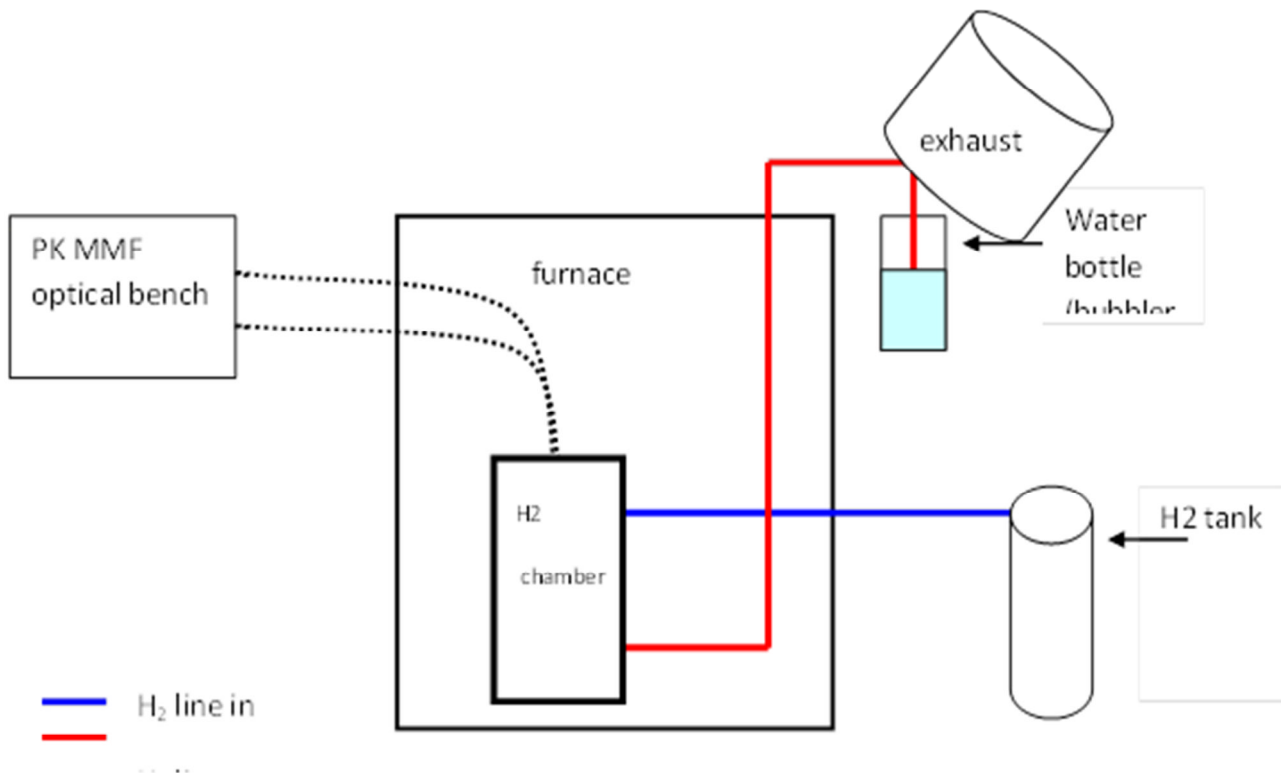 exhaust
PK MMF
optical bench
furnace
Water
bottle
H2
chamber
H2 tank
H₂ line in